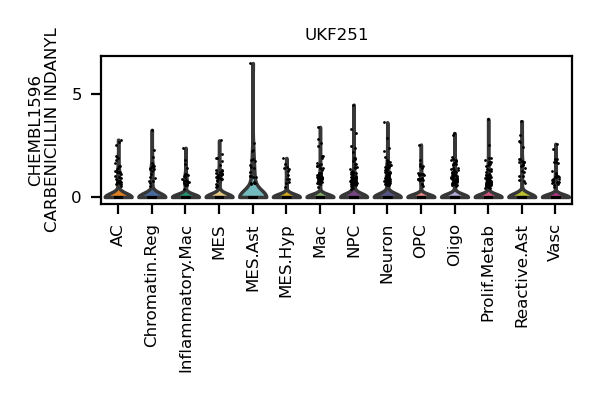 UKF251
CHEMBL1596
CARBENICILLIN INDANYL
5
0
AC
Chromatin.Reg
Inflammatory.Mac
MES
MES.Ast
MES.Hyp
Mac
NPC
Neuron
OPC
Oligo
Prolif.Metab
Reactive.Ast
Vasc